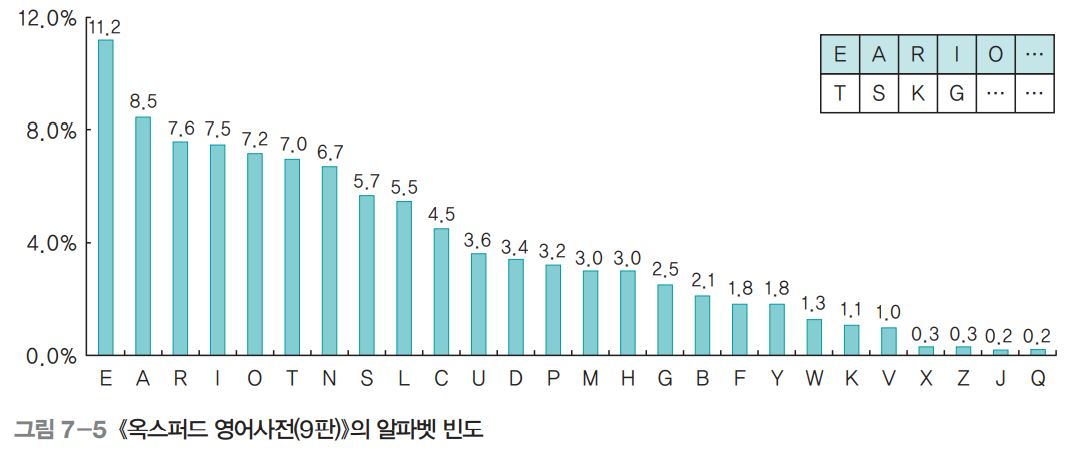 12.0%
8.0%
4.0%
0.0%
11.2 8.5 7.6 7.5 7.2 7.0 6.7 5.7 5.5 4.5 3.6 3.4 3.2 3.0 3.0 2.5 2.1 1.8 1.8 1.3 1.1 1.0 0.3 0.3 0.2 0.2
E A R I O T N S L C U D P M H G B F Y W K V X Z J Q
E A R I O …
T S K G … …
그림 7-5 《옥스퍼드 영어사전(9판)》의 알파벳 빈도